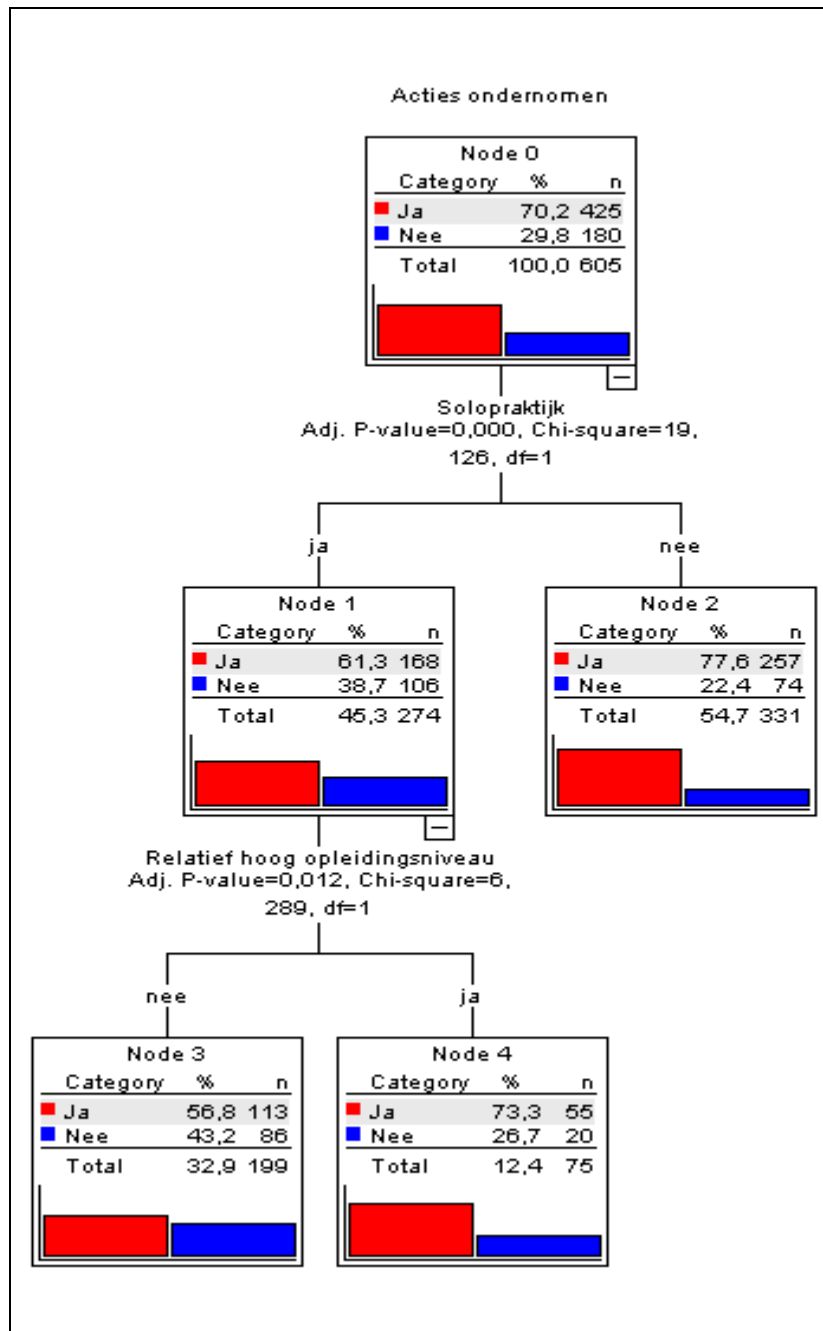 Acties ondernomen
Node 0
Category % n
Ja 70,2 425
Nee 29,8 180
Total 100,0 605
Solopraktijk
Adj. P-value=0,000, Chi-square=19,
126, df=1
ja
nee
Node 1
Category % n
Ja 61,3 168
Nee 38,7 106
Total 45,3 274
Node 2
Category % n
Ja 77,6 257
Nee 22,4 74
Total 54,7 331
Relatief hoog opleidingsniveau
Adj. P-value=0,012, Chi-square=6,
289, df=1
nee
ja
Node 3
Category % n
Ja 56,8 113
Nee 43,2 86
Total 32,9 199
Node 4
Category % n
Ja 73,3 55
Nee 26,7 20
Total 12,4 75